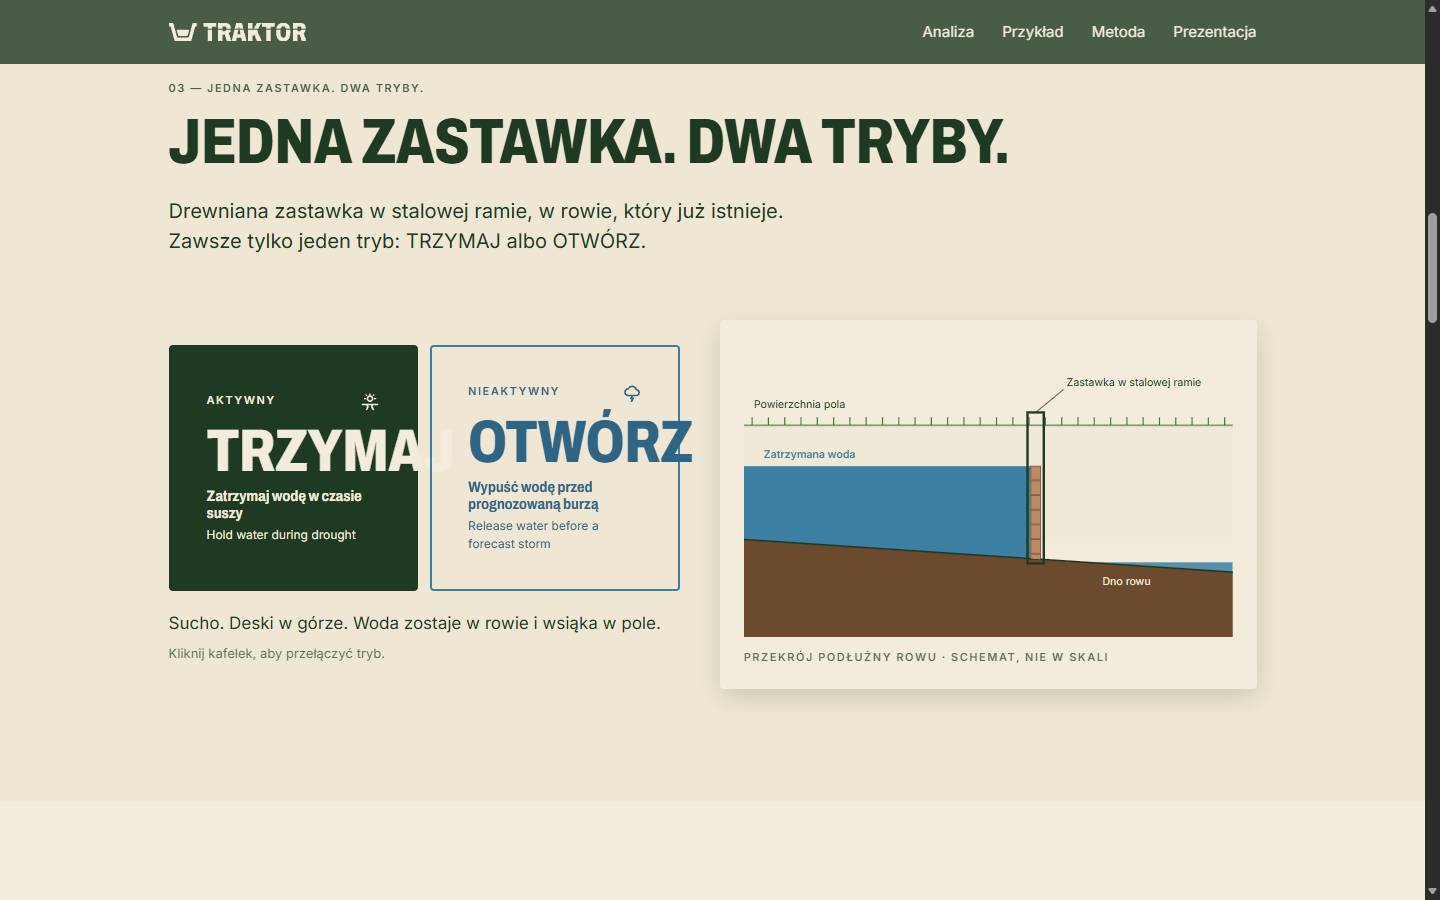 TRAKTOR
Analiza Przykład Metoda Prezentacja
03 — JEDNA ZASTAWKA. DWA TRYBY.
JEDNA ZASTAWKA. DWA TRYBY.
Drewniana zastawka w stalowej ramie, w rowie, który już istnieje.
Zawsze tylko jeden tryb: TRZYMAJ albo OTWÓRZ.
AKTYWNY
TRZYMAJ
Zatrzymaj wodę w czasie
suszy
Hold water during drought
NIEAKTYWNY
OTWÓRZ
Wypuść wodę przed
prognozowaną burzą
Release water before a
forecast storm
Sucho. Deski w górze. Woda zostaje w rowie i wsiąka w pole.
Kliknij kafelek, aby przełączyć tryb.
Zastawka w stalowej ramie
Powierzchnia pola
Zatrzymana woda
Dno rowu
PRZEKRÓJ PODŁUŻNY ROWU · SCHEMAT, NIE W SKALI